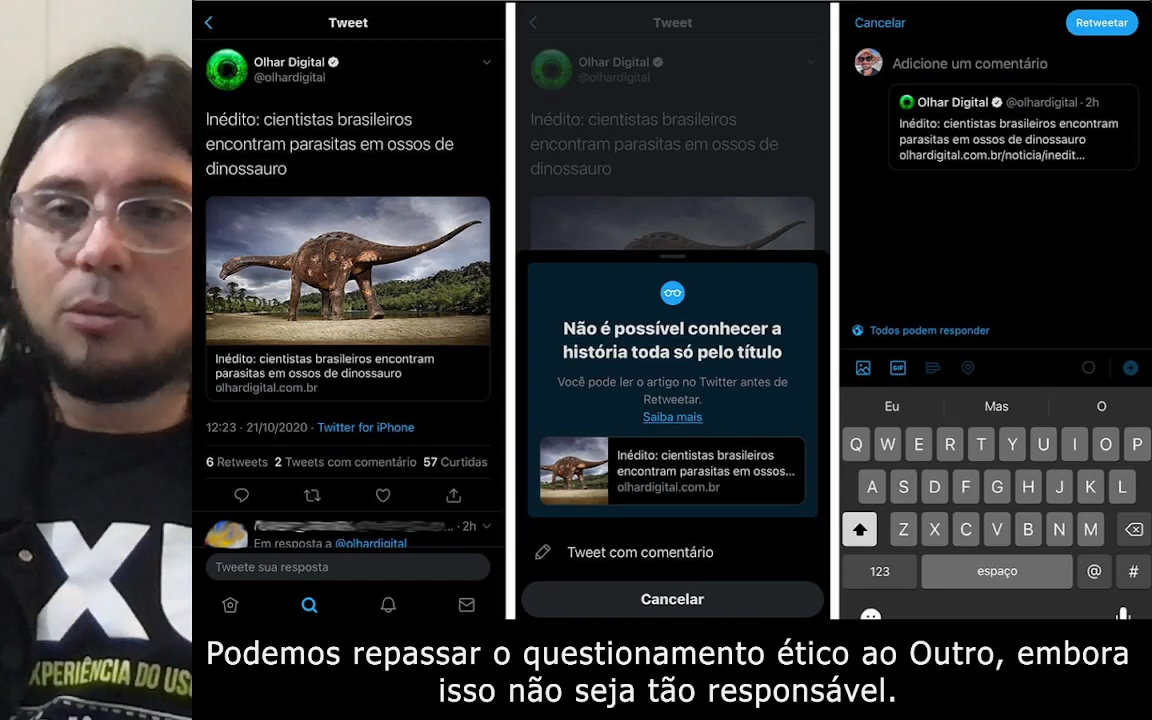 Tweet
Olhar Digital
@olhardigital
Inédito: cientistas brasileiros
encontram parasitas em ossos de
dinossauro
Inédito: cientistas brasileiros encontram
parasitas em ossos de dinossauro
olhardigital.com.br
12:23 · 21/10/2020 · Twitter for iPhone
6 Retweets 2 Tweets com comentário 57 Curtidas
... · 2h
Em resposta a @olhardigital
Tweete sua resposta
Tweet
Olhar Digital
@olhardigital
Inédito: cientistas brasileiros
encontram parasitas em ossos de
dinossauro
Não é possível conhecer a
história toda só pelo título
Você pode ler o artigo no Twitter antes de
Retweetar.
Saiba mais
Inédito: cientistas brasileiros
encontram parasitas em ossos...
olhardigital.com.br
Tweet com comentário
Cancelar
Cancelar
Retweetar
Adicione um comentário
Olhar Digital @olhardigital · 2h
Inédito: cientistas brasileiros encontram
parasitas em ossos de dinossauro
olhardigital.com.br/noticia/inedit...
Todos podem responder
GIF
Eu Mas O
Q W E R T Y U I O P
A S D F G H J K L
Z X C V B N M
123 espaço @ #
XU
XPERIÊNCIA DO US
Podemos repassar o questionamento ético ao Outro, embora
isso não seja tão responsável.